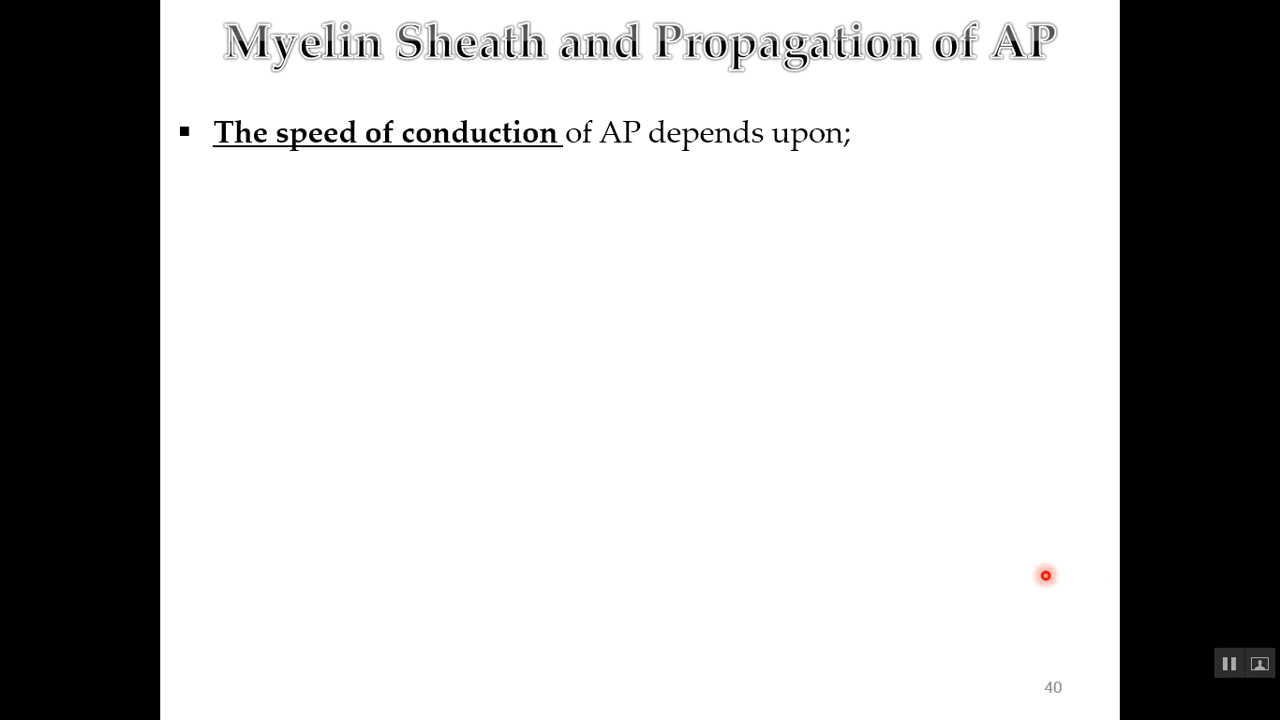 Myelin Sheath and Propagation of AP
▪ The speed of conduction of AP depends upon;
40